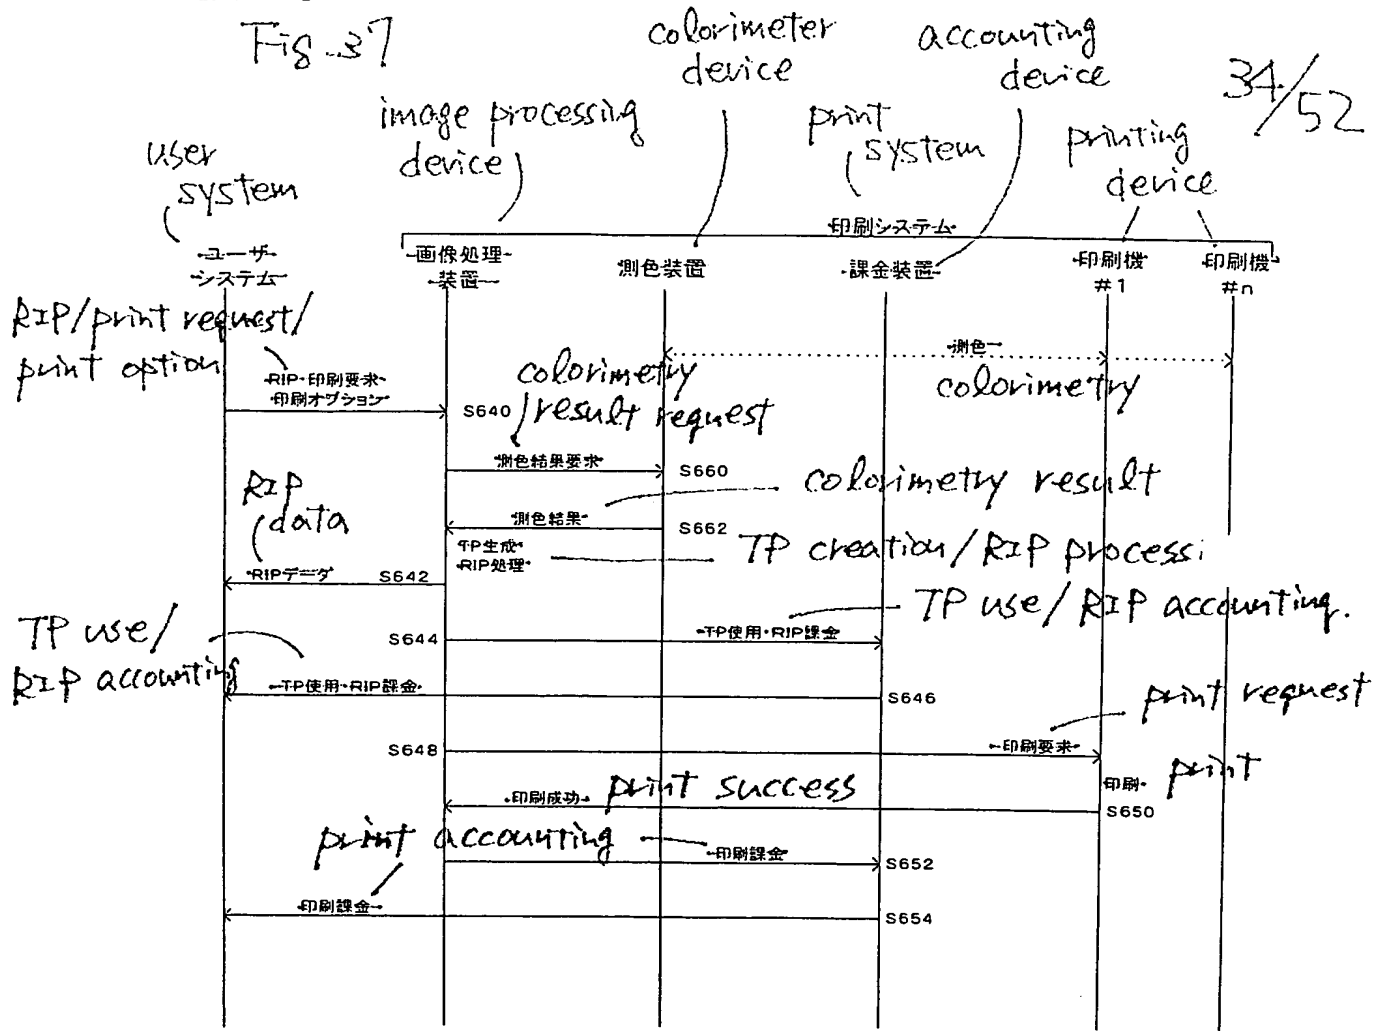 Fig. 37
colorimeter
device
accounting
device
34/52
image processing
device
print
system
printing
device
user
system
印刷システム
ユーザ
システム
画像処理
装置
測色装置
課金装置
印刷機
#1
印刷機
#n
RIP/print request/
print option
測色
colorimetry
RIP・印刷要求
印刷オプション
S640
colorimetry
result request
測色結果要求
S660
colorimetry result
RIP
data
測色結果
S662
TP生成・
RIP処理
TP creation/RIP processi
RIPデータ
S642
TP use/RIP accounting.
TP use/
RIP accounting
S644
TP使用・RIP課金
TP使用・RIP課金
S646
print request
S648
印刷要求
印刷
print
印刷成功
print success
S650
print accounting
印刷課金
S652
印刷課金
S654